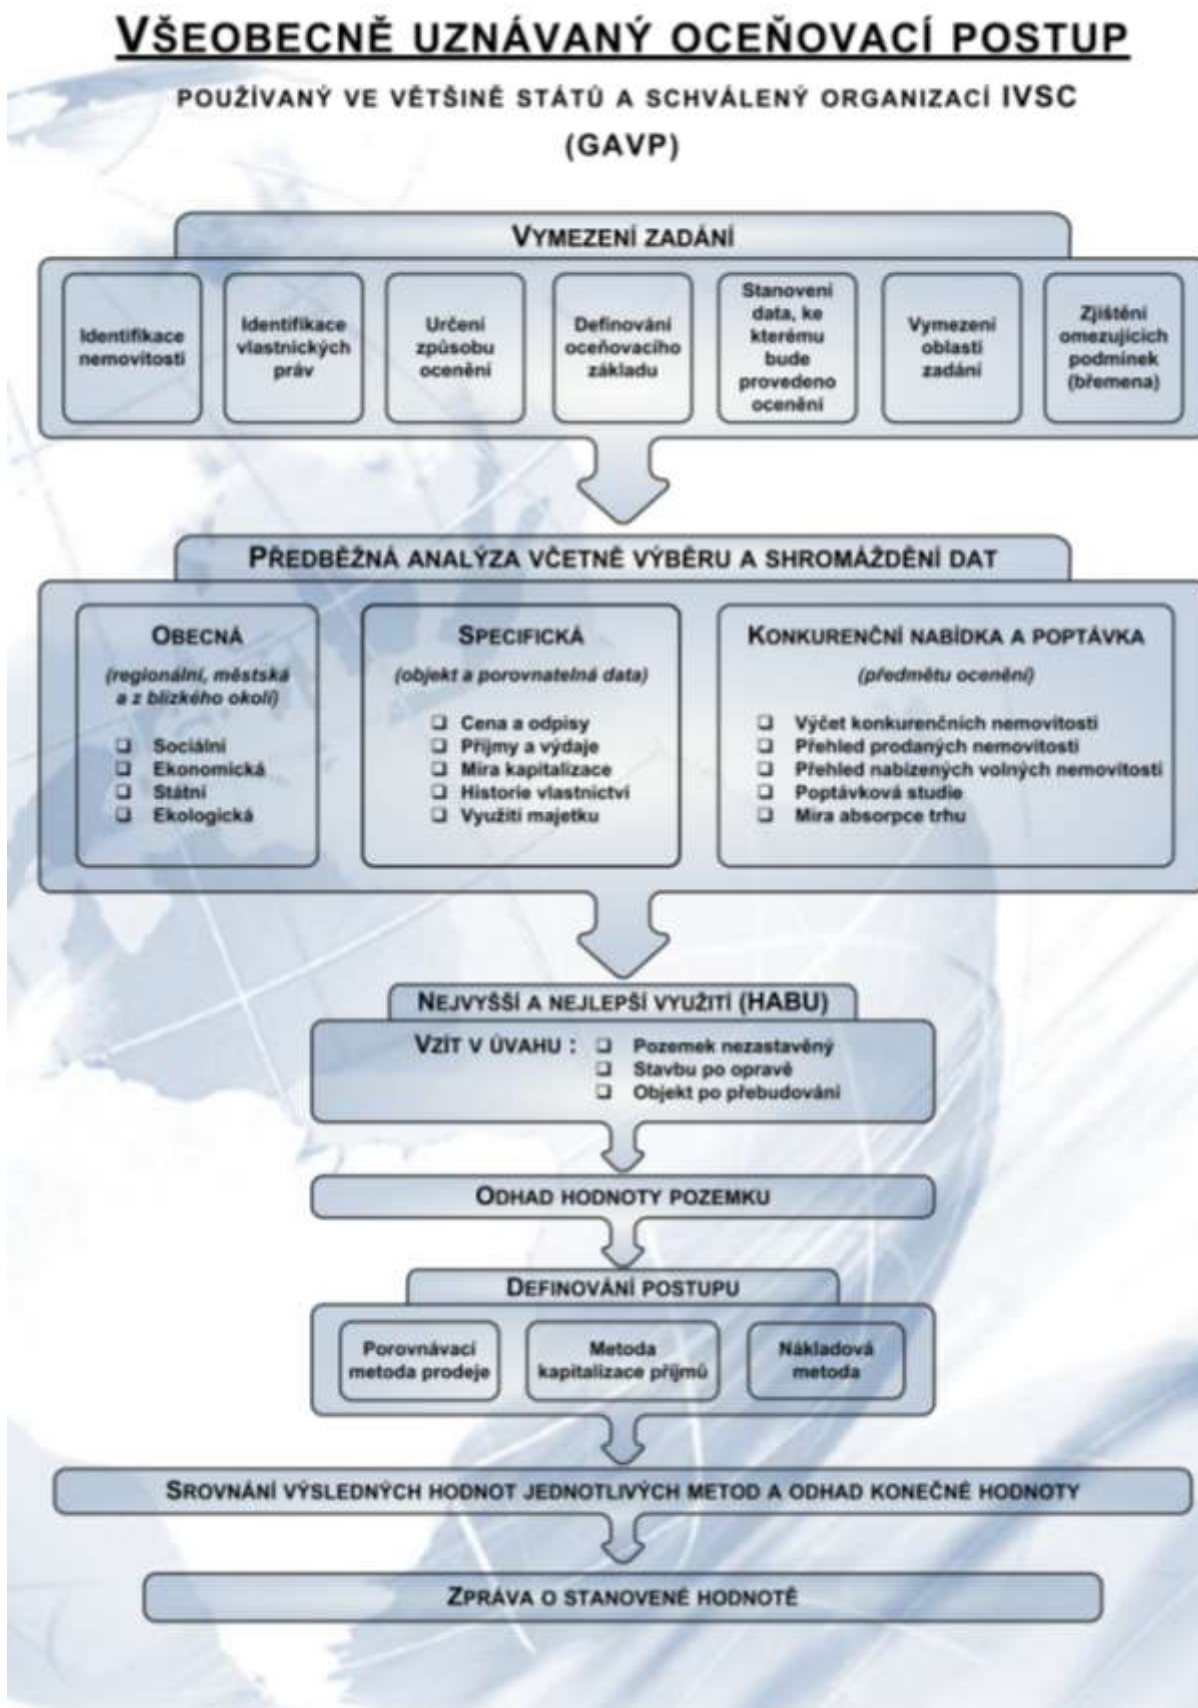 VŠEOBECNĚ UZNÁVANÝ OCEŇOVACÍ POSTUP
POUŽÍVANÝ VE VĚTŠINĚ STÁTŮ A SCHVÁLENÝ ORGANIZACÍ IVSC
(GAVP)
VYMEZENÍ ZADÁNÍ
Identifikace
nemovitosti
Identifikace
vlastnických
práv
Určení
způsobu
ocenění
Definování
oceňovacího
základu
Stanovení
data, ke
kterému
bude
provedeno
ocenění
Vymezení
oblasti
zadání
Zjištění
omezujících
podmínek
(břemena)
PŘEDBĚŽNÁ ANALÝZA VČETNĚ VÝBĚRU A SHROMÁŽDĚNÍ DAT
OBECNÁ
(regionální, městská
a z blízkého okolí)
❑ Sociální
❑ Ekonomická
❑ Státní
❑ Ekologická
SPECIFICKÁ
(objekt a porovnatelná data)
❑ Cena a odpisy
❑ Příjmy a výdaje
❑ Míra kapitalizace
❑ Historie vlastnictví
❑ Využití majetku
KONKURENČNÍ NABÍDKA A POPTÁVKA
(předmětu ocenění)
❑ Výčet konkurenčních nemovitostí
❑ Přehled prodaných nemovitostí
❑ Přehled nabízených volných nemovitostí
❑ Poptávková studie
❑ Míra absorpce trhu
NEJVYŠŠÍ A NEJLEPŠÍ VYUŽITÍ (HABU)
VZÍT V ÚVAHU : ❑ Pozemek nezastavěný
❑ Stavbu po opravě
❑ Objekt po přebudování
ODHAD HODNOTY POZEMKU
DEFINOVÁNÍ POSTUPU
Porovnávací
metoda prodeje
Metoda
kapitalizace příjmů
Nákladová
metoda
SROVNÁNÍ VÝSLEDNÝCH HODNOT JEDNOTLIVÝCH METOD A ODHAD KONEČNÉ HODNOTY
ZPRÁVA O STANOVENÉ HODNOTĚ